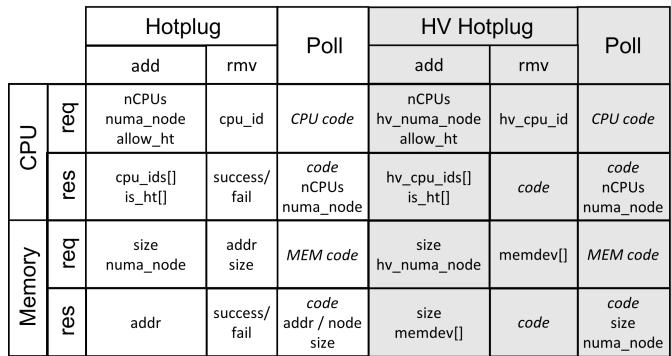 Hotplug Poll HV Hotplug Poll
add rmv add rmv
CPU
req
nCPUs
numa_node
allow_ht
cpu_id
CPU code
nCPUs
hv_numa_node
allow_ht
hv_cpu_id
CPU code
res
cpu_ids[]
is_ht[]
success/
fail
code
nCPUs
numa_node
hv_cpu_ids[]
is_ht[]
code
code
nCPUs
numa_node
Memory
req
size
numa_node
addr
size
MEM code
size
hv_numa_node
memdev[]
MEM code
res
addr
success/
fail
code
addr / node
size
size
memdev[]
code
code
size
numa_node